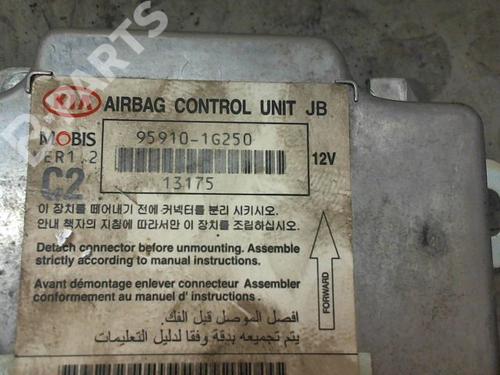 B-PARTS
KIA AIRBAG CONTROL UNIT JB
MOBIS 95910-1G250
ER1.2 12V
C2 13175
이 장치를 떼어내기 전에 커넥터를 분리 시키시오.
안내 책자의 지침에 따라서만 이 장치를 조립하십시오.
Detach connector before unmounting. Assemble
strictly according to manual instructions.
Avant démontage enlever connecteur Assembler
conformement au manuel d' instructions.
افصل الموصل قبل الفك.
يتم تجميعه بدقة وفقا لدليل التعليمات
FORWARD